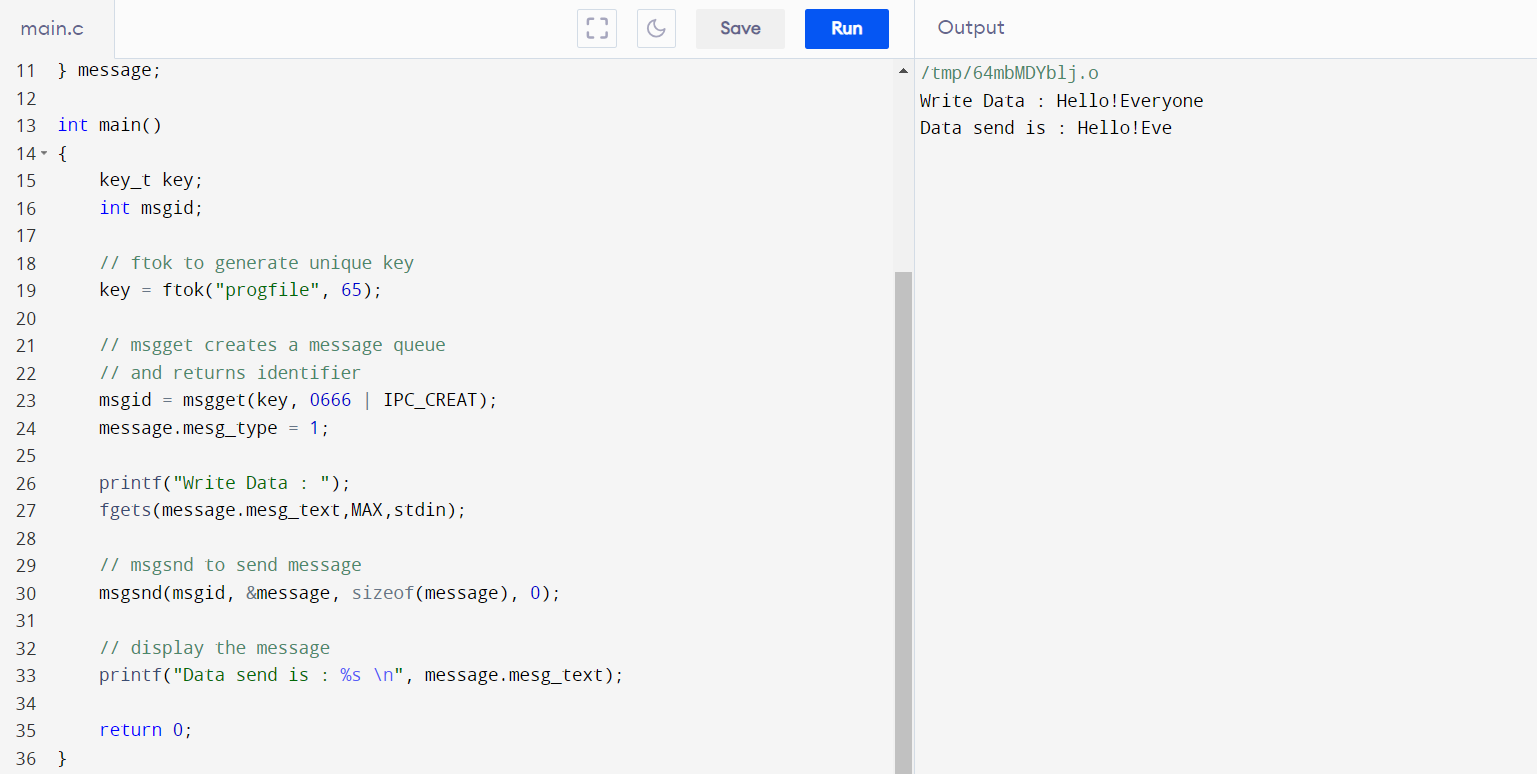 main.c Save Run Output
11 } message;
12
13 int main()
14 {
15 key_t key;
16 int msgid;
17
18 // ftok to generate unique key
19 key = ftok("progfile", 65);
20
21 // msgget creates a message queue
22 // and returns identifier
23 msgid = msgget(key, 0666 | IPC_CREAT);
24 message.mesg_type = 1;
25
26 printf("Write Data : ");
27 fgets(message.mesg_text,MAX,stdin);
28
29 // msgsnd to send message
30 msgsnd(msgid, &message, sizeof(message), 0);
31
32 // display the message
33 printf("Data send is : %s \n", message.mesg_text);
34
35 return 0;
36 }
/tmp/64mbMDYblj.o
Write Data : Hello!Everyone
Data send is : Hello!Eve